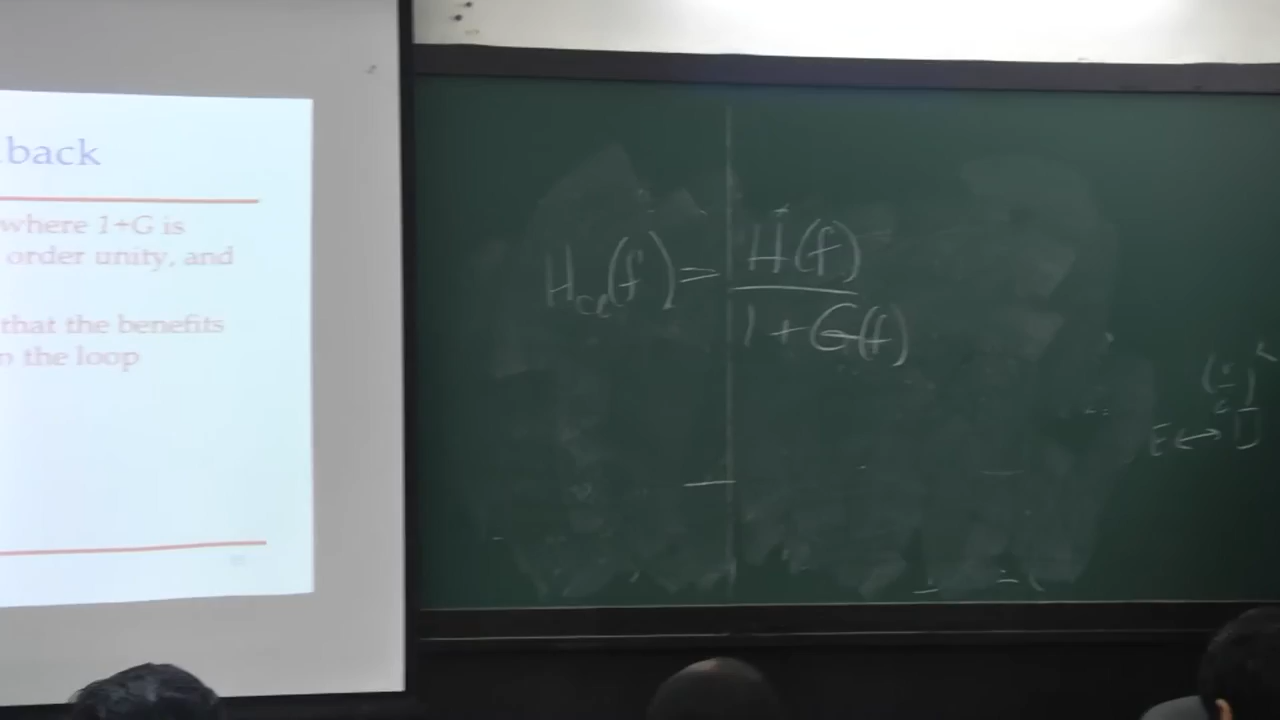 back
where 1+G is
order unity, and
that the benefits
the loop
H_cl(f) = H(f) / 1 + G(f)
E ↔